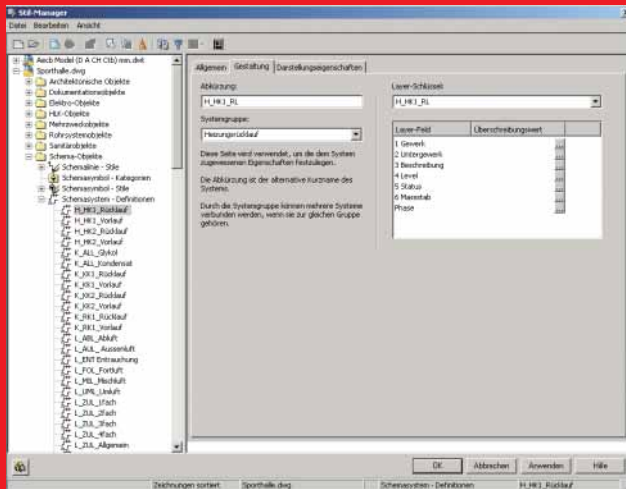 Stil-Manager
Datei Bearbeiten Ansicht
Aecb Model (D A CH Ctb) mm.dwt
Sporthalle.dwg
Architektonische Objekte
Dokumentationsobjekte
Elektro-Objekte
HLK-Objekte
Mehrzweckobjekte
Rohrsystemobjekte
Sanitärobjekte
Schema-Objekte
Schemalinie - Stile
Schemasymbol - Kategorien
Schemasymbol - Stile
Schemasystem - Definitionen
H_HK1_Rücklauf
H_HK1_Vorlauf
H_HK2_Rücklauf
H_HK2_Vorlauf
K_ALL_Glykol
K_ALL_Kondensat
K_KK1_Rücklauf
K_KK1_Vorlauf
K_KK2_Rücklauf
K_KK2_Vorlauf
K_RK1_Rücklauf
K_RK1_Vorlauf
L_ABL_Abluft
L_AUL_ Aussenluft
L_ENT Entrauchung
L_FOL_Fortluft
L_MIL_Mischluft
L_UML_Umluft
L_ZUL_1fach
L_ZUL_2fach
L_ZUL_3fach
L_ZUL_4fach
L_ZUL_Allgemein
Allgemein Gestaltung Darstellungseigenschaften
Abkürzung:
H_HK1_RL
Systemgruppe:
Heizungsrücklauf
Diese Seite wird verwendet, um die dem System
zugewiesenen Eigenschaften festzulegen.
Die Abkürzung ist der alternative Kurzname des
Systems.
Durch die Systemgruppe können mehrere Systeme
verbunden werden, wenn sie zur gleichen Gruppe
gehören.
Layer-Schlüssel:
H_HK1_RL
Layer-Feld Überschreibungswert
1 Gewerk ...
2 Untergewerk ...
3 Beschreibung ...
4 Level ...
5 Status ...
6 Massstab ...
Phase ...
OK Abbrechen Anwenden Hilfe
Zeichnungen sortiert Sporthalle.dwg Schemasystem - Definitionen H_HK1_Rücklauf